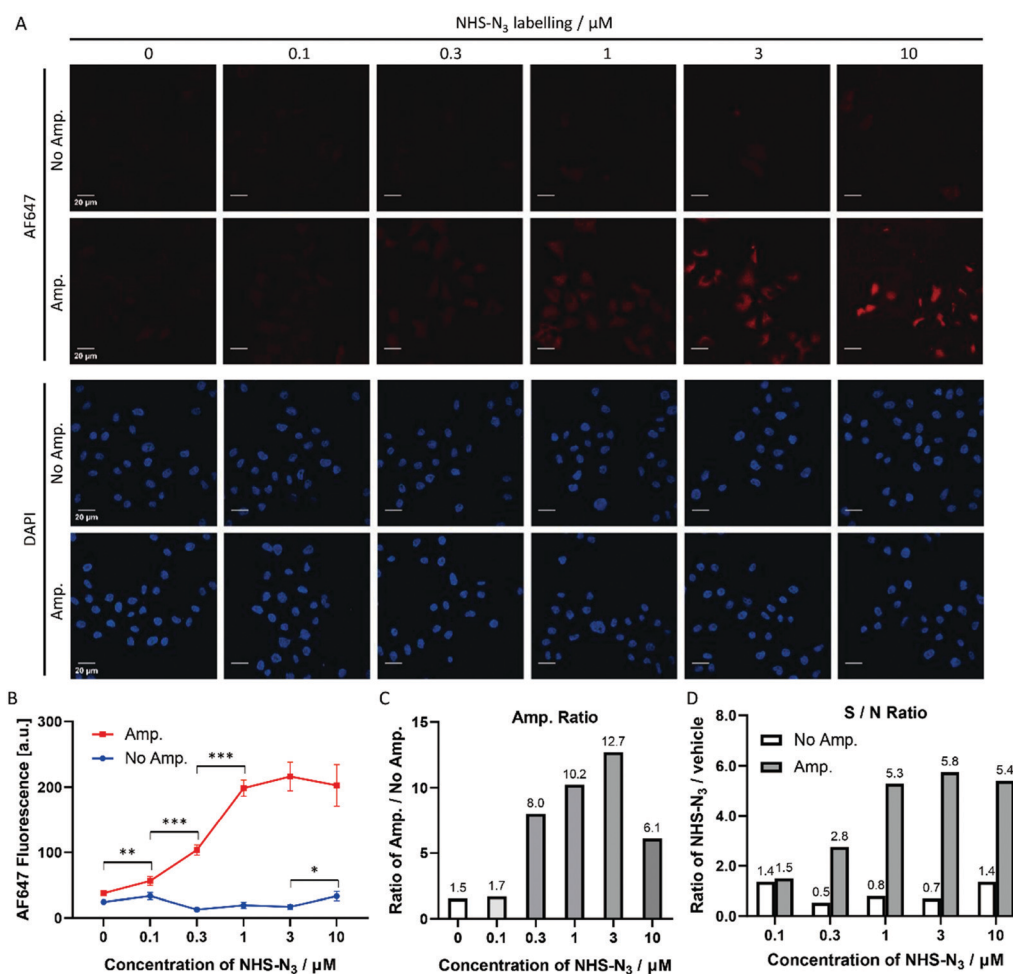 A
NHS-N₃ labelling / μM
0 0.1 0.3 1 3 10
AF647
No Amp.
20 μm
Amp.
20 μm
DAPI
No Amp.
20 μm
Amp.
20 μm
B
AF647 Fluorescence [a.u.]
300
200
100
0
Amp.
No Amp.
**
***
***
*
0 0.1 0.3 1 3 10
Concentration of NHS-N₃ / μM
C
Amp. Ratio
Ratio of Amp. / No Amp.
15
10
5
0
1.5 1.7 8.0 10.2 12.7 6.1
0 0.1 0.3 1 3 10
Concentration of NHS-N₃ / μM
D
S / N Ratio
Ratio of NHS-N₃ / vehicle
8.0
6.0
4.0
2.0
0.0
No Amp.
Amp.
1.4 1.5 0.5 2.8 0.8 5.3 0.7 5.8 1.4 5.4
0.1 0.3 1 3 10
Concentration of NHS-N₃ / μM